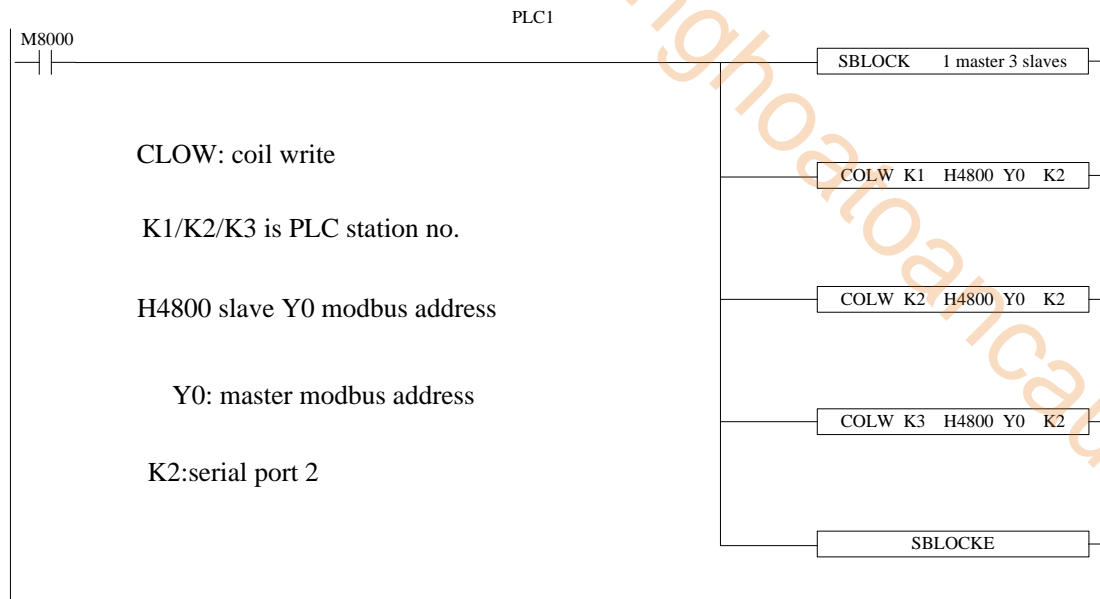 PLC1
M8000
SBLOCK 1 master 3 slaves
CLOW: coil write
COLW K1 H4800 Y0 K2
K1/K2/K3 is PLC station no.
COLW K2 H4800 Y0 K2
H4800 slave Y0 modbus address
Y0: master modbus address
COLW K3 H4800 Y0 K2
K2:serial port 2
SBLOCKE